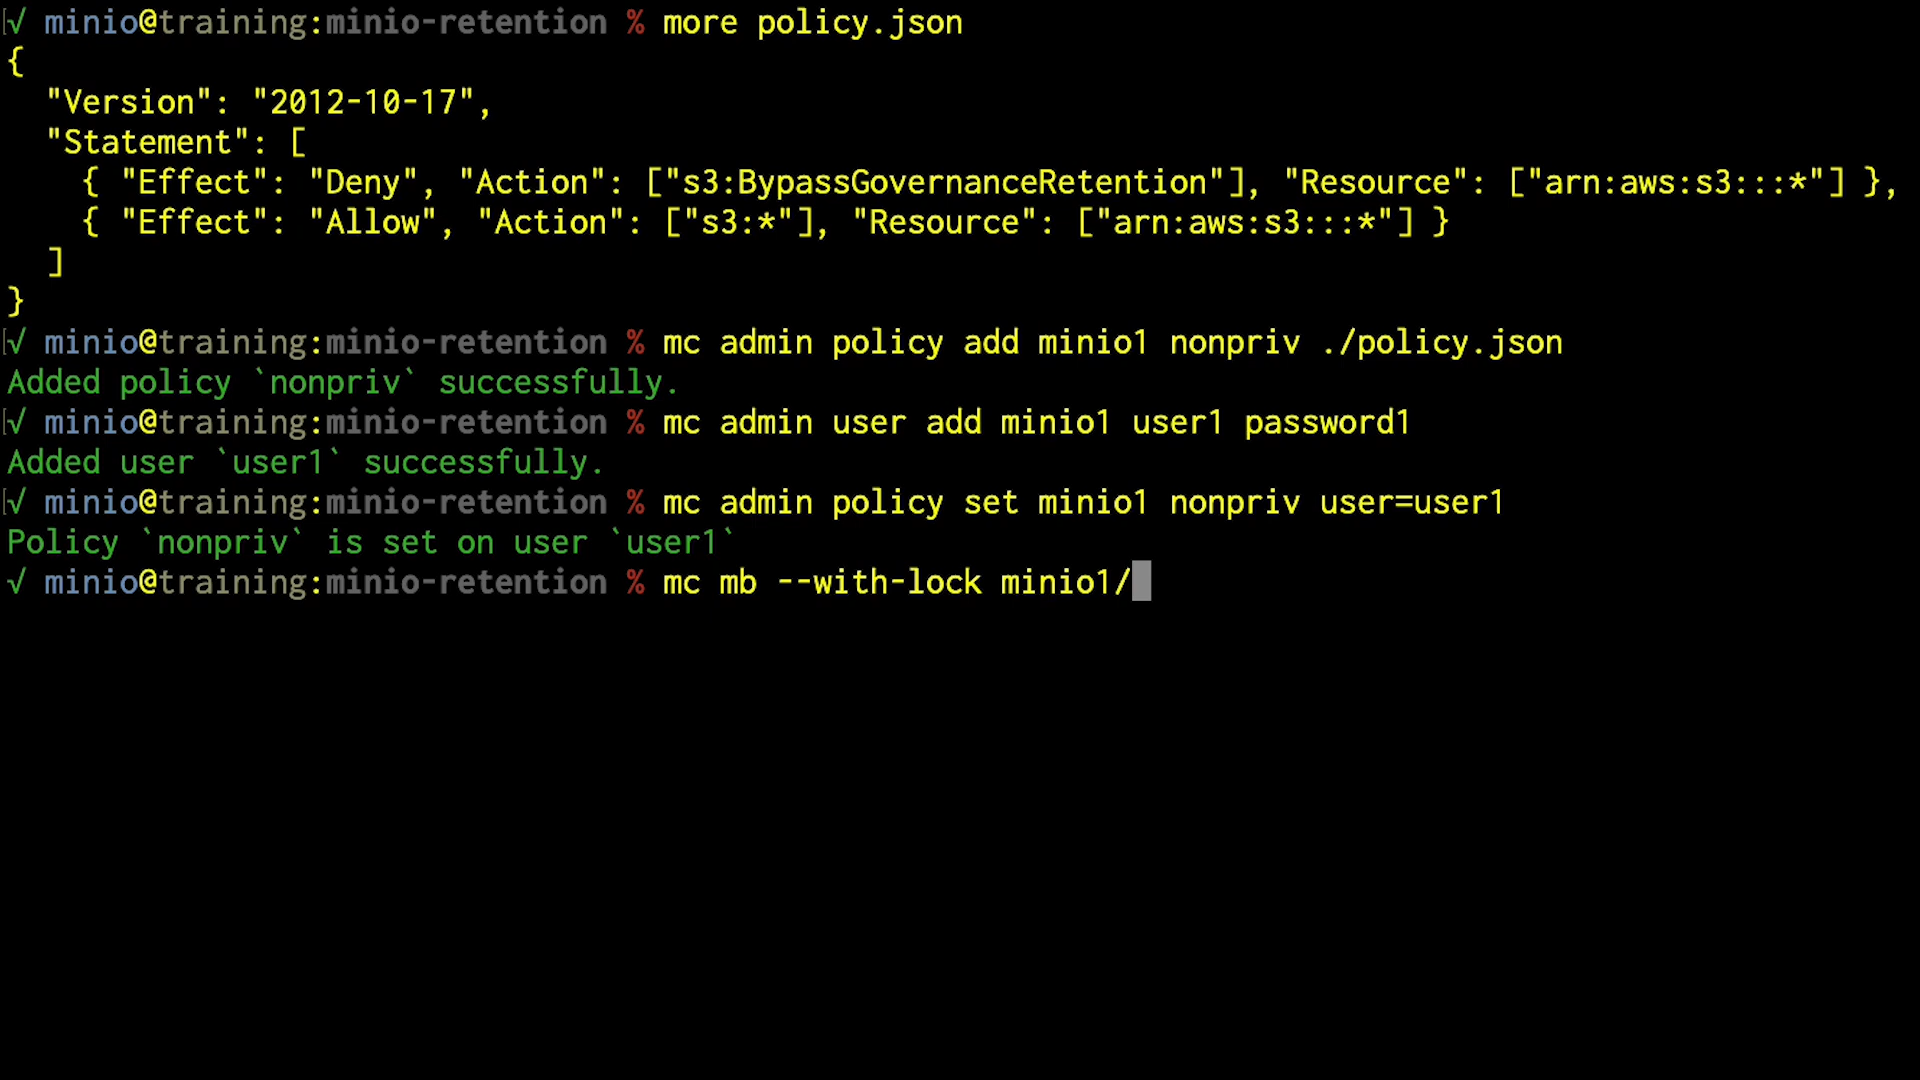 √ minio@training:minio-retention % more policy.json
{
  "Version": "2012-10-17",
  "Statement": [
    { "Effect": "Deny", "Action": ["s3:BypassGovernanceRetention"], "Resource": ["arn:aws:s3:::*"] },
    { "Effect": "Allow", "Action": ["s3:*"], "Resource": ["arn:aws:s3:::*"] }
  ]
}
√ minio@training:minio-retention % mc admin policy add minio1 nonpriv ./policy.json
Added policy `nonpriv` successfully.
√ minio@training:minio-retention % mc admin user add minio1 user1 password1
Added user `user1` successfully.
√ minio@training:minio-retention % mc admin policy set minio1 nonpriv user=user1
Policy `nonpriv` is set on user `user1`
√ minio@training:minio-retention % mc mb --with-lock minio1/